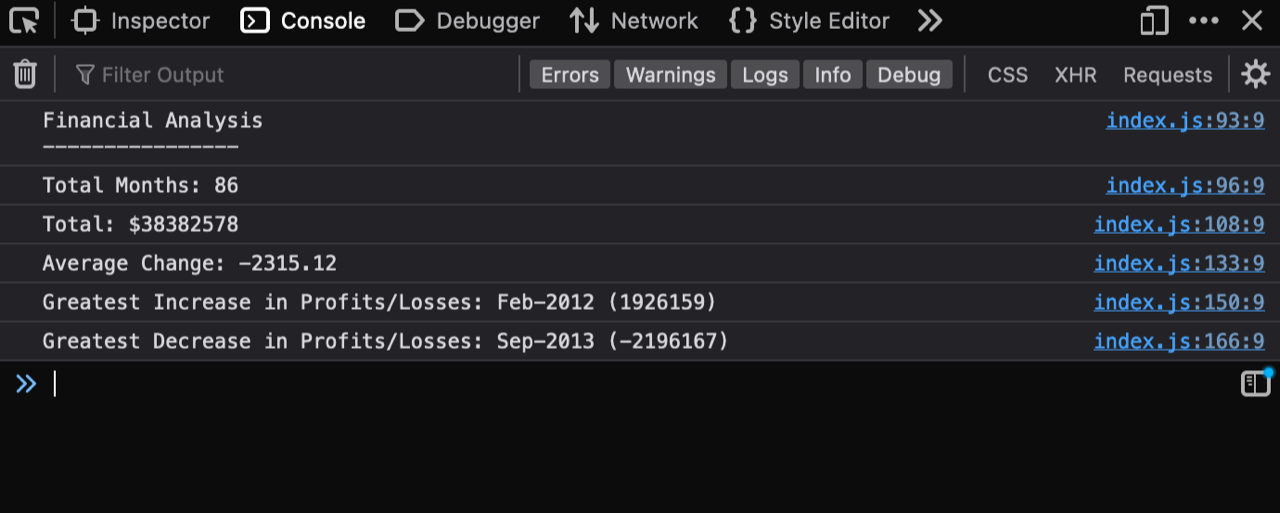 Inspector Console Debugger Network Style Editor
Filter Output Errors Warnings Logs Info Debug CSS XHR Requests
Financial Analysis index.js:93:9
----------------
Total Months: 86 index.js:96:9
Total: $38382578 index.js:108:9
Average Change: -2315.12 index.js:133:9
Greatest Increase in Profits/Losses: Feb-2012 (1926159) index.js:150:9
Greatest Decrease in Profits/Losses: Sep-2013 (-2196167) index.js:166:9